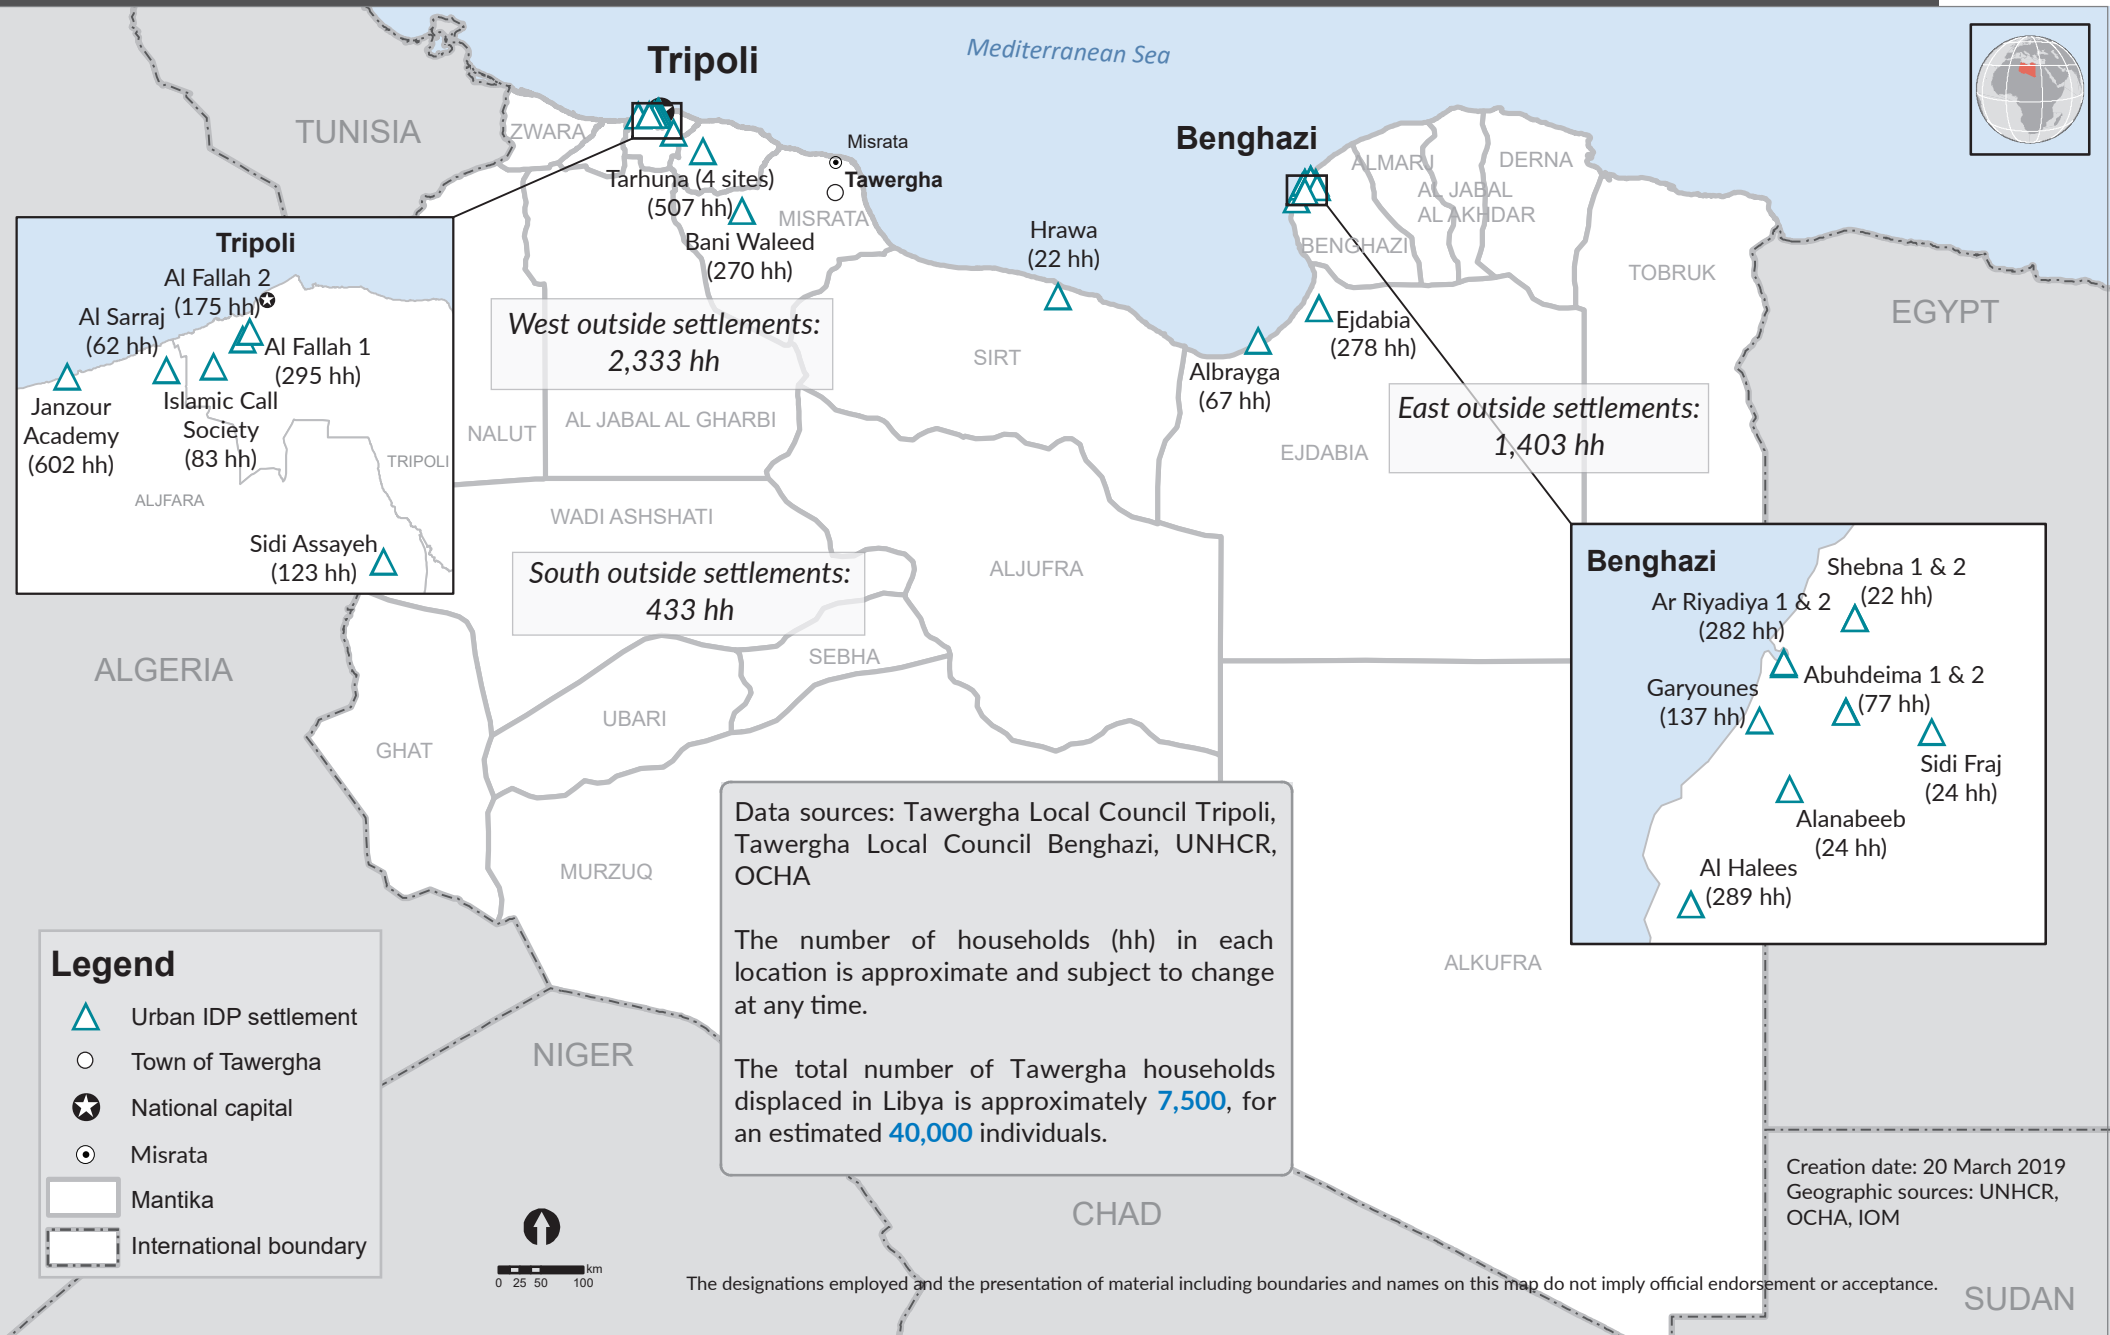 Tripoli
Mediterranean Sea
Benghazi
TUNISIA
ZWARA
Misrata
Tawergha
Tarhuna (4 sites)
(507 hh)
MISRATA
Bani Waleed
(270 hh)
Hrawa
(22 hh)
ALMARJ
DERNA
AL JABAL
AL AKHDAR
BENGHAZI
TOBRUK
EGYPT
Ejdabia
(278 hh)
Albrayga
(67 hh)
SIRT
West outside settlements:
2,333 hh
East outside settlements:
1,403 hh
EJDABIA
NALUT
AL JABAL AL GHARBI
WADI ASHSHATI
South outside settlements:
433 hh
ALJUFRA
SEBHA
UBARI
GHAT
MURZUQ
ALKUFRA
ALGERIA
NIGER
CHAD
SUDAN
Tripoli
Al Fallah 2
(175 hh)
Al Sarraj
(62 hh)
Al Fallah 1
(295 hh)
Janzour
Academy
(602 hh)
Islamic Call
Society
(83 hh)
TRIPOLI
ALJFARA
Sidi Assayeh
(123 hh)
Benghazi
Shebna 1 & 2
(22 hh)
Ar Riyadiya 1 & 2
(282 hh)
Abuhdeima 1 & 2
(77 hh)
Garyounes
(137 hh)
Sidi Fraj
(24 hh)
Alanabeeb
(24 hh)
Al Halees
(289 hh)
Data sources: Tawergha Local Council Tripoli,
Tawergha Local Council Benghazi, UNHCR,
OCHA
The number of households (hh) in each
location is approximate and subject to change
at any time.
The total number of Tawergha households
displaced in Libya is approximately 7,500, for
an estimated 40,000 individuals.
Legend
Urban IDP settlement
Town of Tawergha
National capital
Misrata
Mantika
International boundary
km
0 25 50 100
Creation date: 20 March 2019
Geographic sources: UNHCR,
OCHA, IOM
The designations employed and the presentation of material including boundaries and names on this map do not imply official endorsement or acceptance.